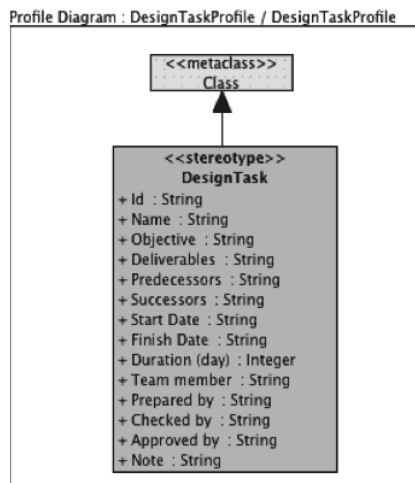 Profile Diagram : DesignTaskProfile / DesignTaskProfile
<<metaclass>>
Class
<<stereotype>>
DesignTask
+ Id : String
+ Name : String
+ Objective : String
+ Deliverables : String
+ Predecessors : String
+ Successors : String
+ Start Date : String
+ Finish Date : String
+ Duration (day) : Integer
+ Team member : String
+ Prepared by : String
+ Checked by : String
+ Approved by : String
+ Note : String